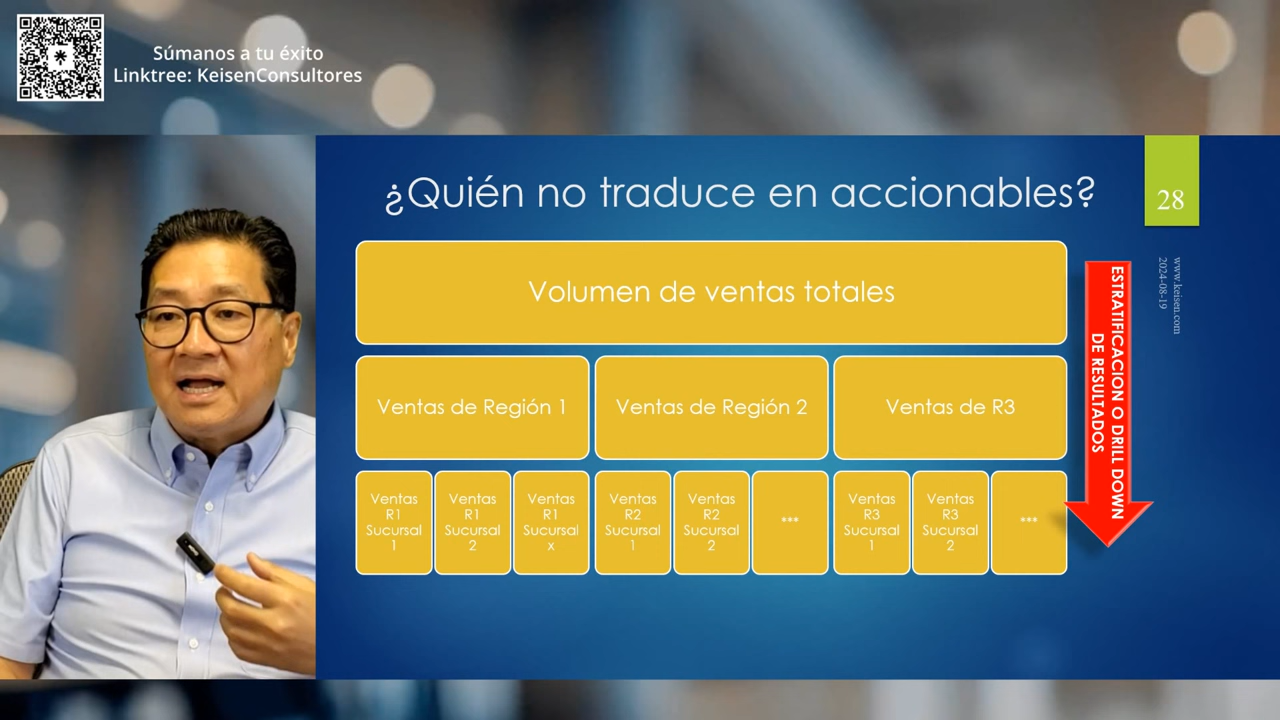 Súmanos a tu éxito
Linktree: KeisenConsultores
¿Quién no traduce en accionables?
28
www.keisen.com
2024-08-19
Volumen de ventas totales
Ventas de Región 1
Ventas de Región 2
Ventas de R3
Ventas
R1
Sucursal
1
Ventas
R1
Sucursal
2
Ventas
R1
Sucursal
x
Ventas
R2
Sucursal
1
Ventas
R2
Sucursal
2
***
Ventas
R3
Sucursal
1
Ventas
R3
Sucursal
2
***
ESTRATIFICACION O DRILL DOWN
DE RESULTADOS